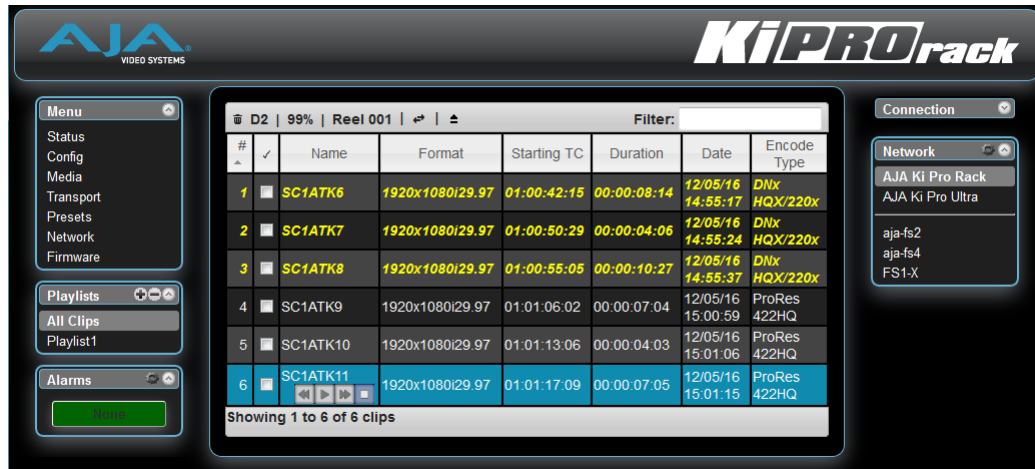 AJA
VIDEO SYSTEMS
Ki PRO rack
Menu
Status
Config
Media
Transport
Presets
Network
Firmware
Playlists
All Clips
Playlist1
Alarms
None
D2 | 99% | Reel 001 | | Filter:
# ✓ Name Format Starting TC Duration Date Encode Type
1 SC1ATK6 1920x1080i29.97 01:00:42:15 00:00:08:14 12/05/16 14:55:17 DNx HQX/220x
2 SC1ATK7 1920x1080i29.97 01:00:50:29 00:00:04:06 12/05/16 14:55:24 DNx HQX/220x
3 SC1ATK8 1920x1080i29.97 01:00:55:05 00:00:10:27 12/05/16 14:55:37 DNx HQX/220x
4 SC1ATK9 1920x1080i29.97 01:01:06:02 00:00:07:04 12/05/16 15:00:59 ProRes 422HQ
5 SC1ATK10 1920x1080i29.97 01:01:13:06 00:00:04:03 12/05/16 15:01:06 ProRes 422HQ
6 SC1ATK11 1920x1080i29.97 01:01:17:09 00:00:07:05 12/05/16 15:01:15 ProRes 422HQ
Showing 1 to 6 of 6 clips
Connection
Network
AJA Ki Pro Rack
AJA Ki Pro Ultra
aja-fs2
aja-fs4
FS1-X